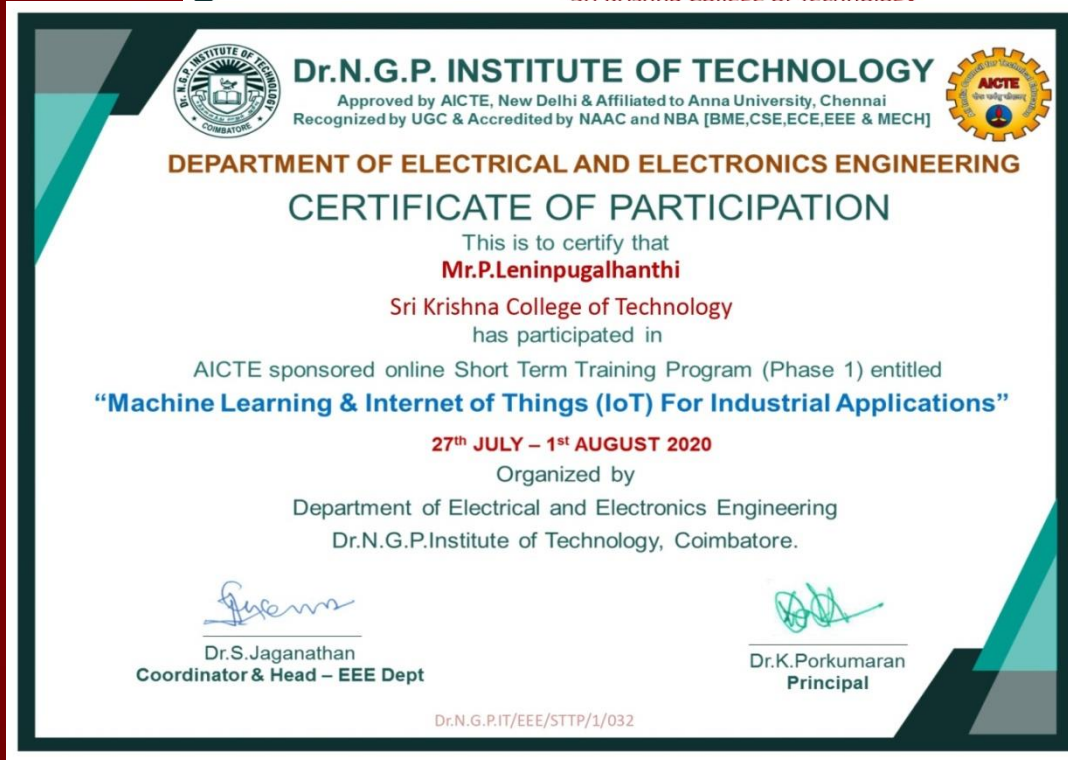 Dr.N.G.P. INSTITUTE OF TECHNOLOGY
Approved by AICTE, New Delhi & Affiliated to Anna University, Chennai
Recognized by UGC & Accredited by NAAC and NBA [BME,CSE,ECE,EEE & MECH]
COIMBATORE
AICTE
DEPARTMENT OF ELECTRICAL AND ELECTRONICS ENGINEERING
CERTIFICATE OF PARTICIPATION
This is to certify that
Mr.P.Leninpugalhanthi
Sri Krishna College of Technology
has participated in
AICTE sponsored online Short Term Training Program (Phase 1) entitled
“Machine Learning & Internet of Things (IoT) For Industrial Applications”
27th JULY – 1st AUGUST 2020
Organized by
Department of Electrical and Electronics Engineering
Dr.N.G.P.Institute of Technology, Coimbatore.
Dr.S.Jaganathan
Coordinator & Head – EEE Dept
Dr.K.Porkumaran
Principal
Dr.N.G.P.IT/EEE/STTP/1/032